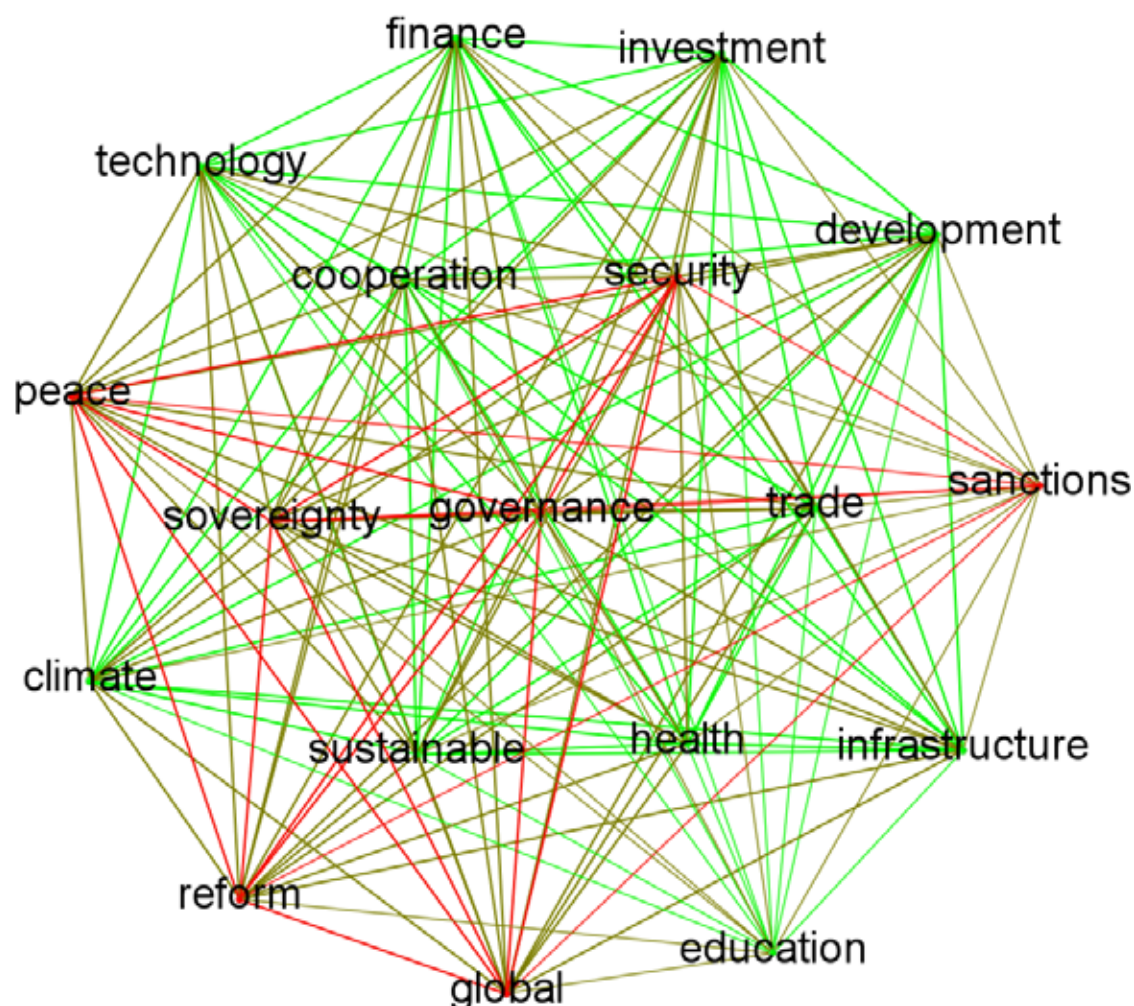 finance
investment
technology
development
cooperation
security
peace
sanctions
sovereignty
governance
trade
climate
sustainable
health
infrastructure
reform
education
global